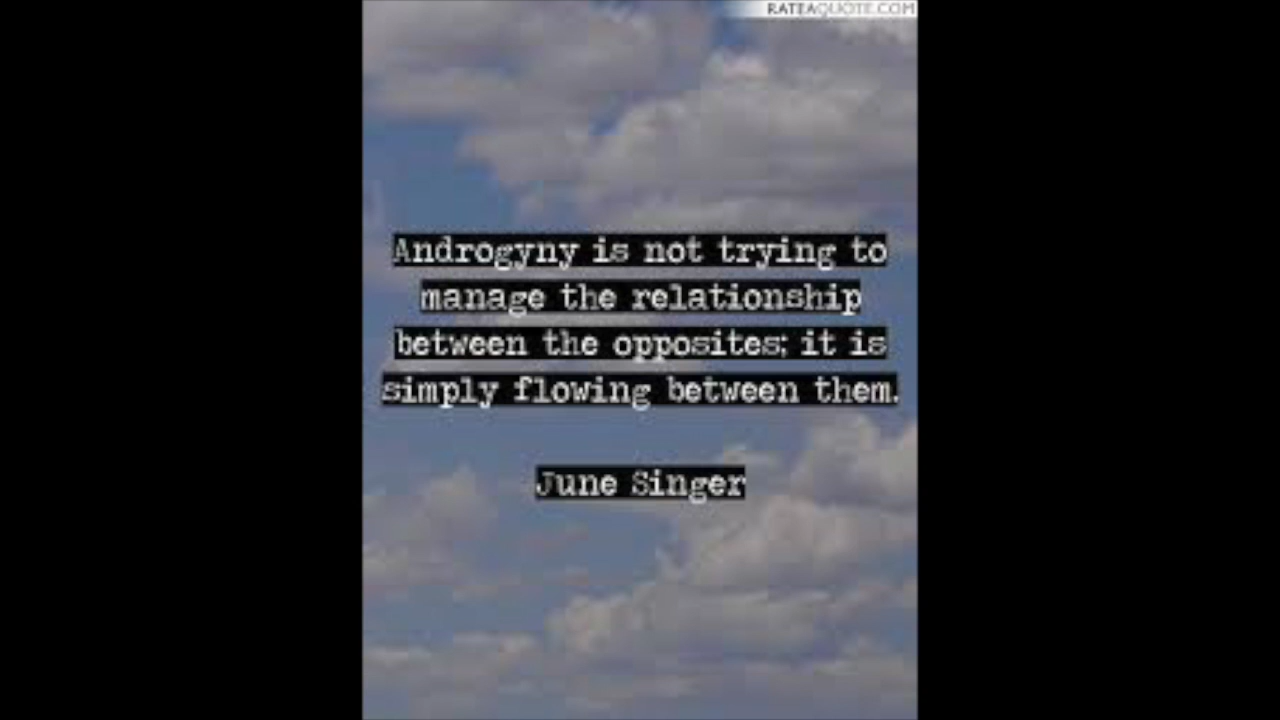 RATEAQUOTE.COM
Androgyny is not trying to
manage the relationship
between the opposites; it is
simply flowing between them.
June Singer